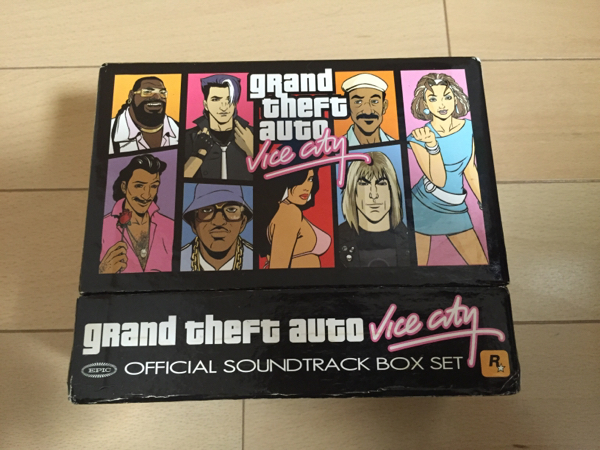 grand
theft
auto
Vice City
grand theft auto Vice City
EPIC
OFFICIAL SOUNDTRACK BOX SET
R